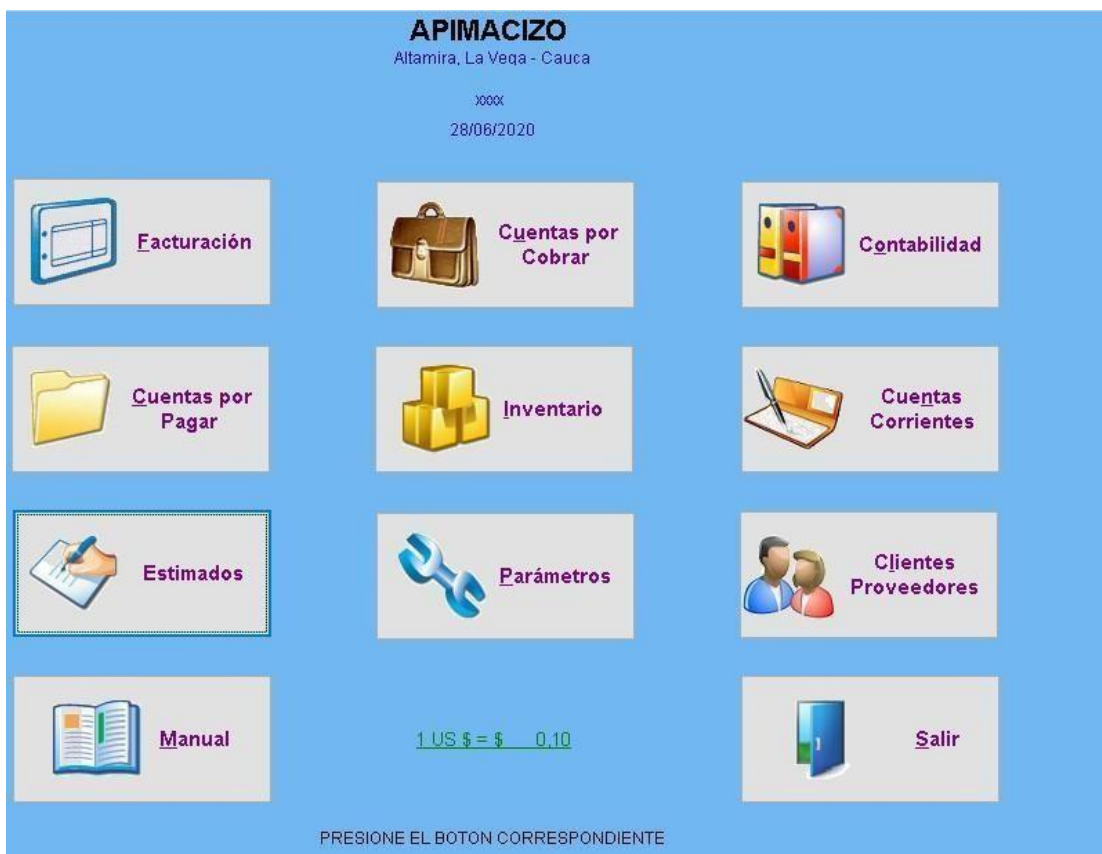 APIMACIZO
Altamira, La Vega - Cauca
xxxx
28/06/2020
Facturación
Cuentas por
Cobrar
Contabilidad
Cuentas por
Pagar
Inventario
Cuentas
Corrientes
Estimados
Parámetros
Clientes
Proveedores
Manual
1 US $ = $ 0,10
Salir
PRESIONE EL BOTON CORRESPONDIENTE